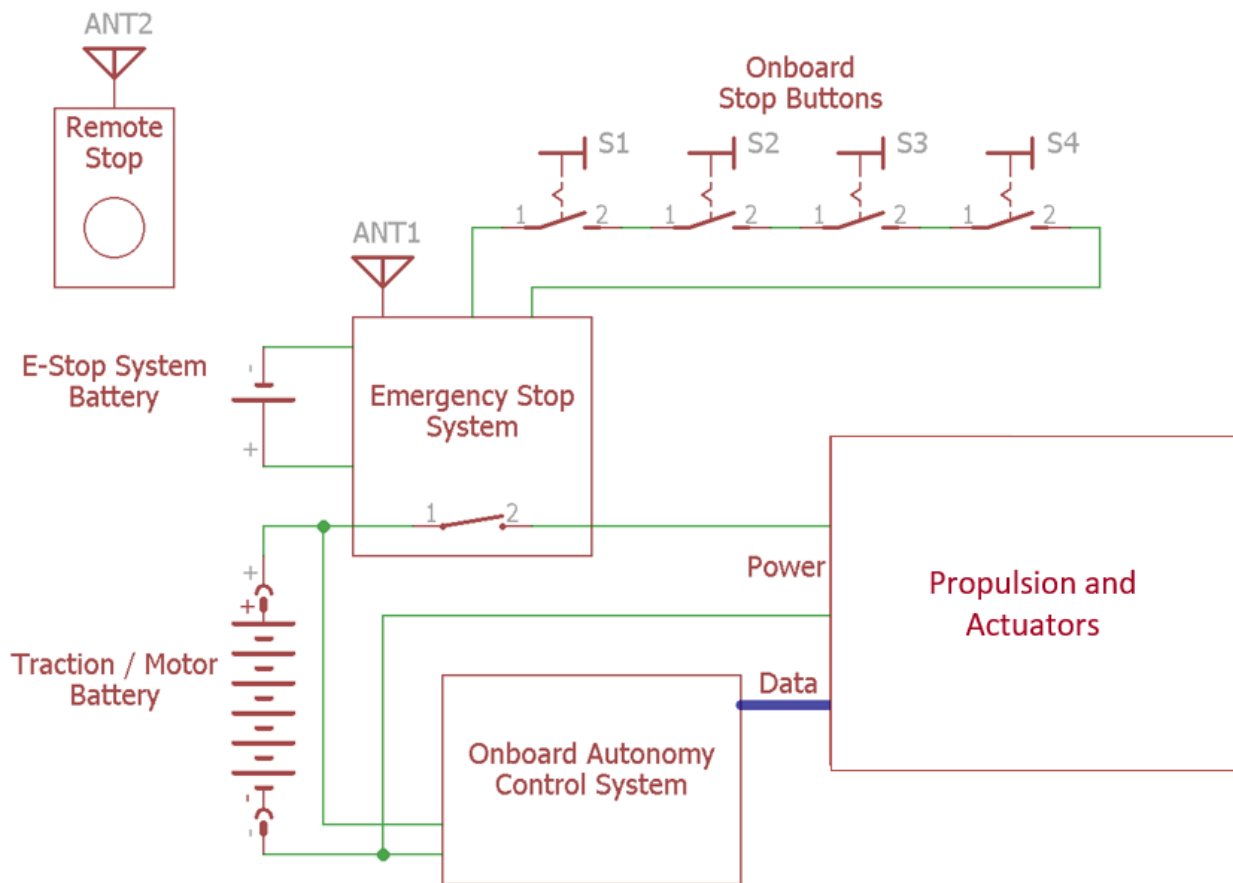 ANT2
Remote
Stop
Onboard
Stop Buttons
S1 S2 S3 S4
1 2 1 2 1 2 1 2
ANT1
E-Stop System
Battery
-
+
Emergency Stop
System
1 2
Power
Propulsion and
Actuators
+
+
Traction / Motor
Battery
-
-
Data
Onboard Autonomy
Control System